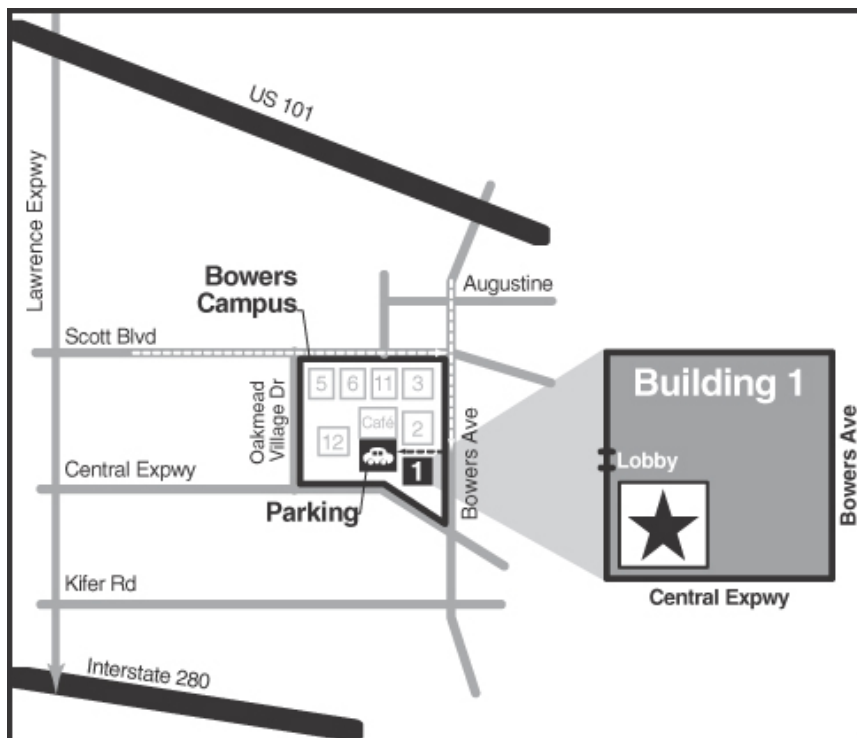 US 101
Lawrence Expwy
Bowers
Campus
Augustine
Scott Blvd
5
6
11
3
Building 1
Oakmead
Village Dr
Café
2
12
1
Lobby
Bowers Ave
Bowers Ave
Central Expwy
Parking
Kifer Rd
Central Expwy
Interstate 280